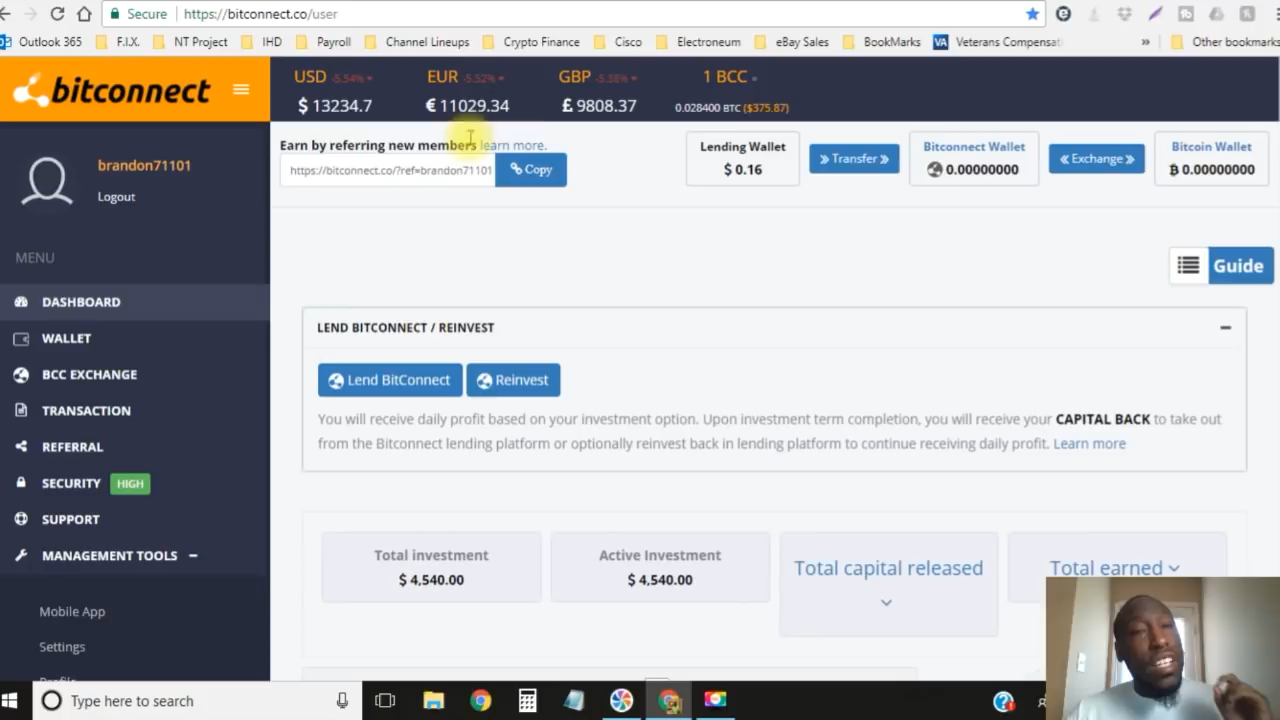 Secure
https://bitconnect.co/user
Outlook 365
F.I.X.
NT Project
IHD
Payroll
Channel Lineups
Crypto Finance
Cisco
Electroneum
eBay Sales
BookMarks
VA Veterans Compensat
»
Other bookmarks
bitconnect
USD -5.54%
$ 13234.7
EUR -5.52%
€ 11029.34
GBP -5.38%
£ 9808.37
1 BCC
0.028400 BTC ($375.87)
brandon71101
Logout
Earn by referring new members learn more.
https://bitconnect.co/?ref=brandon71101
Copy
Lending Wallet
$ 0.16
» Transfer »
Bitconnect Wallet
0.00000000
« Exchange »
Bitcoin Wallet
0.00000000
Guide
MENU
DASHBOARD
WALLET
BCC EXCHANGE
TRANSACTION
REFERRAL
SECURITY HIGH
SUPPORT
MANAGEMENT TOOLS
Mobile App
Settings
LEND BITCONNECT / REINVEST
Lend BitConnect
Reinvest
You will receive daily profit based on your investment option. Upon investment term completion, you will receive your CAPITAL BACK to take out
from the Bitconnect lending platform or optionally reinvest back in lending platform to continue receiving daily profit. Learn more
Total investment
$ 4,540.00
Active Investment
$ 4,540.00
Total capital released
Total earned
Type here to search